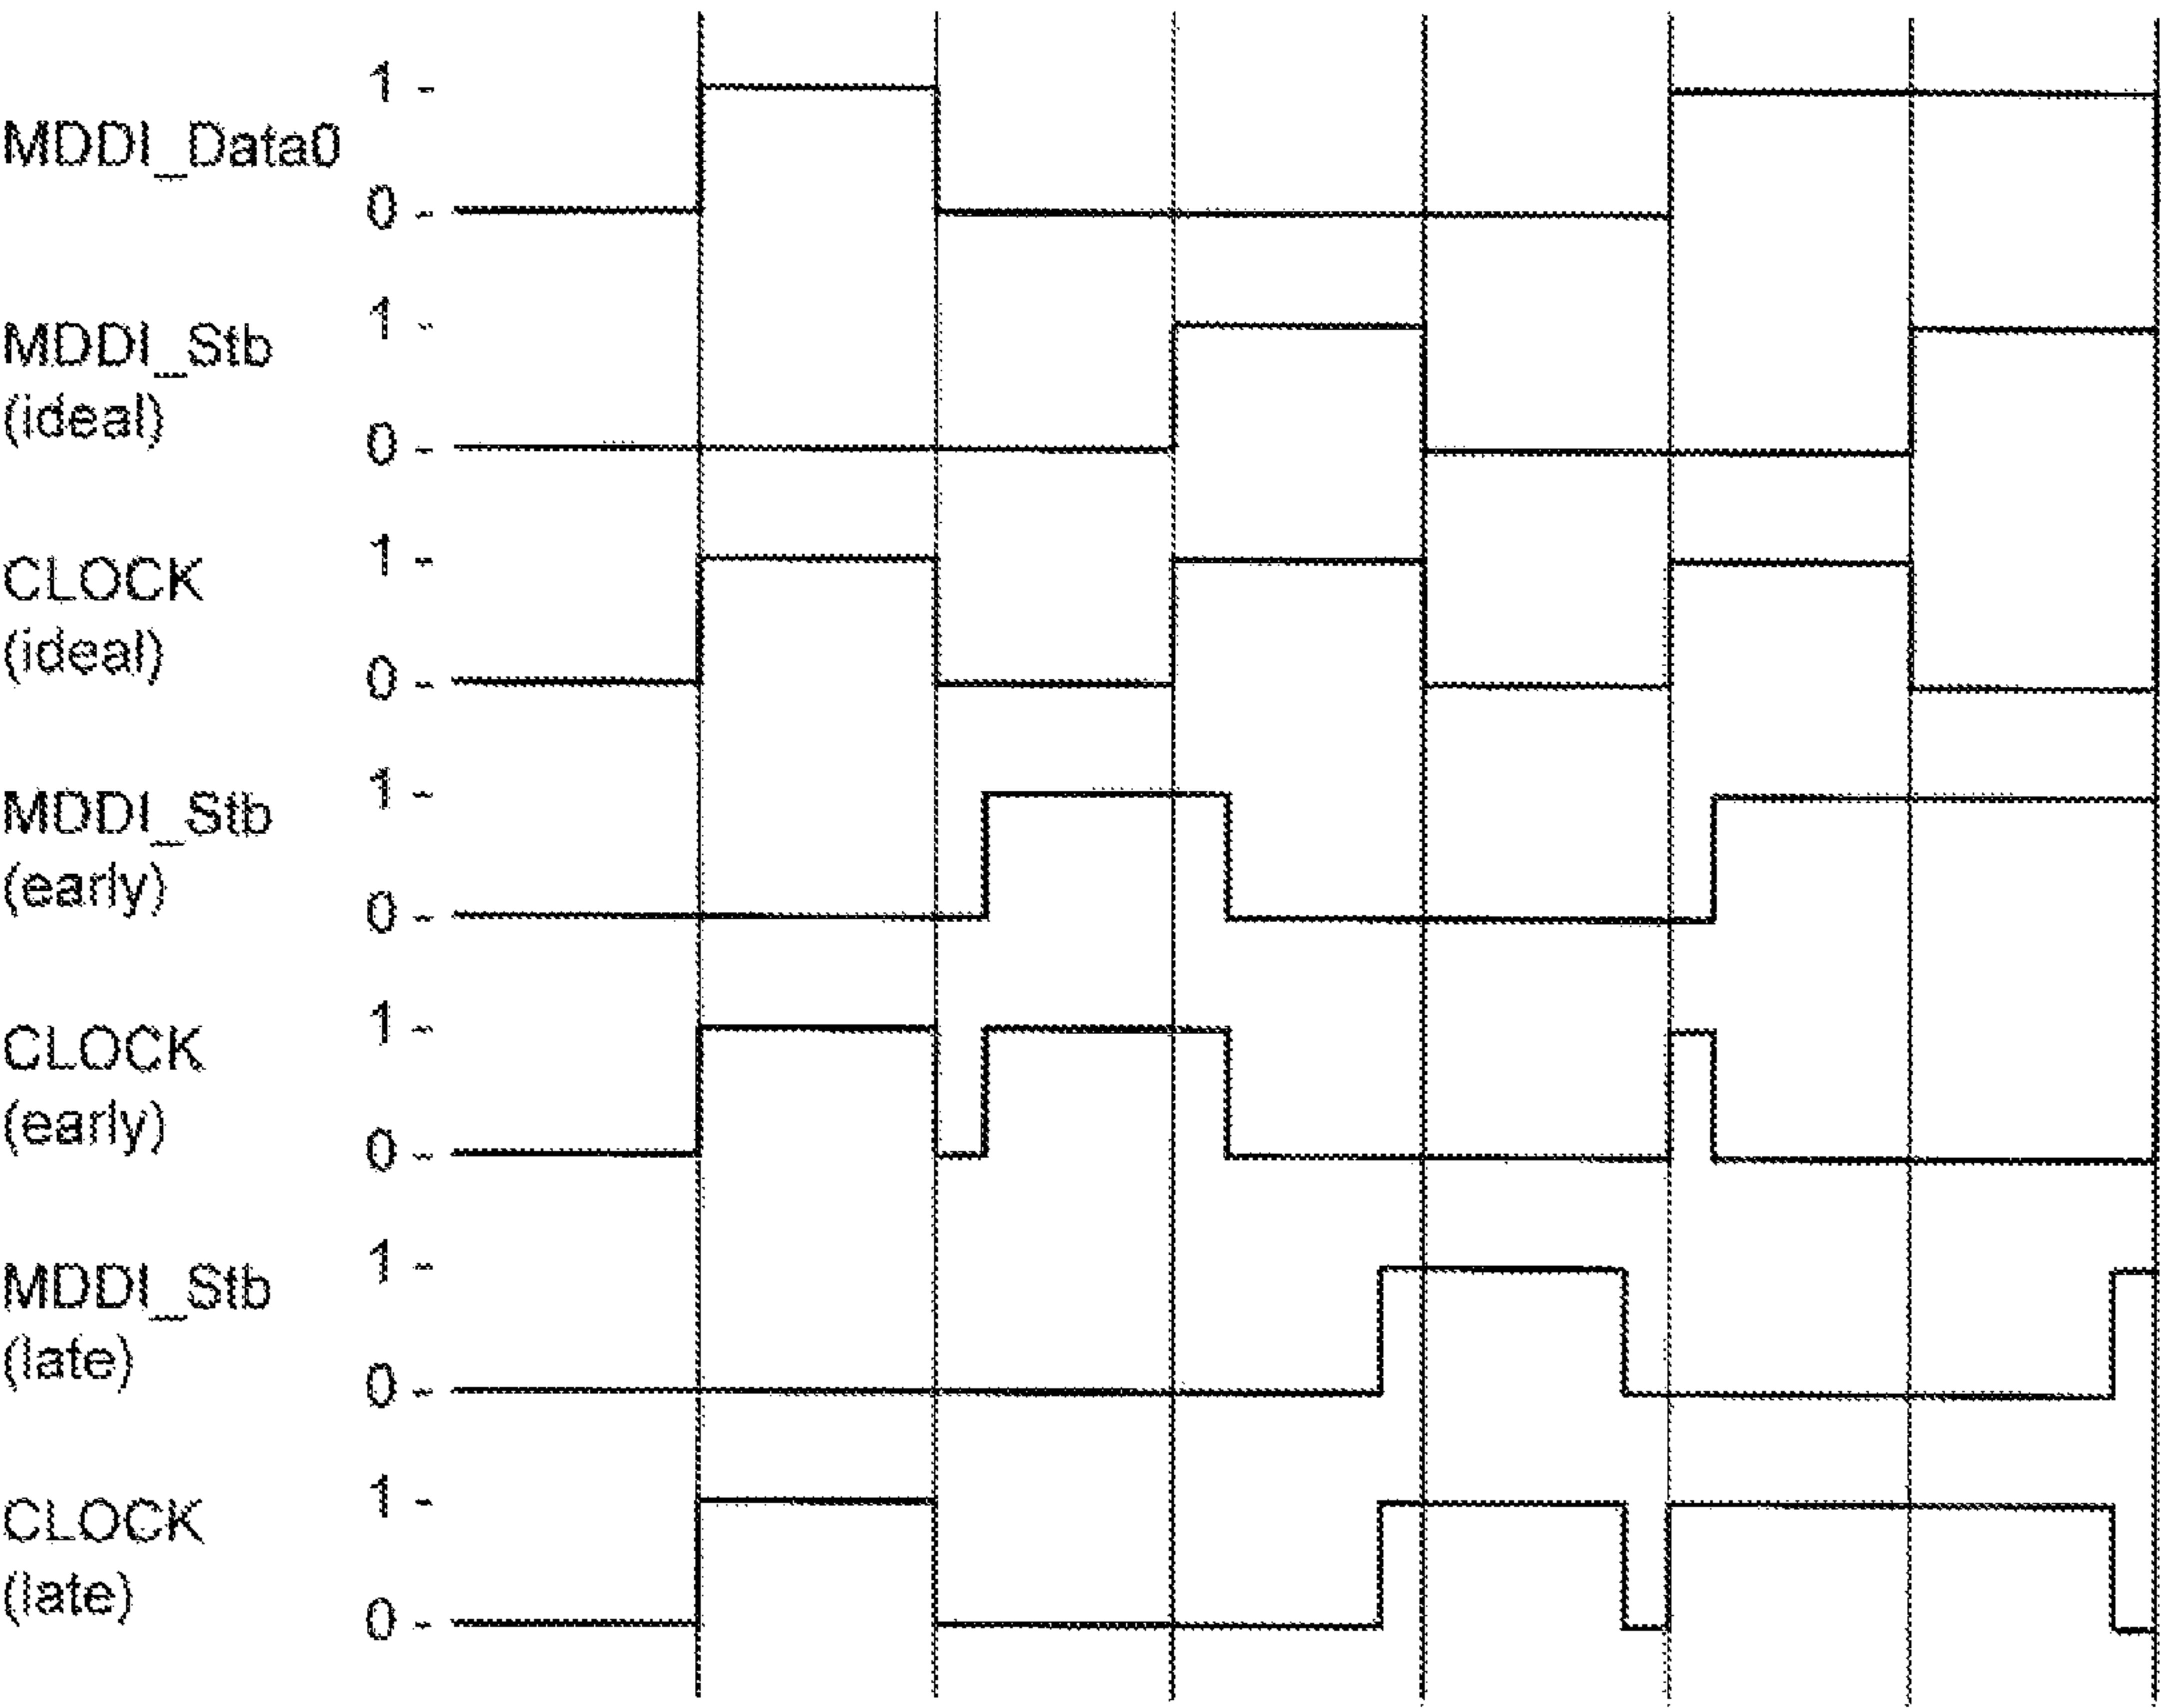 1 -
MDDI_Data0
0 -
1 -
MDDI_Stb
(ideal)
0 -
1 -
CLOCK
(ideal)
0 -
1 -
MDDI_Stb
(early)
0 -
1 -
CLOCK
(early)
0 -
1 -
MDDI_Stb
(late)
0 -
1 -
CLOCK
(late)
0 -